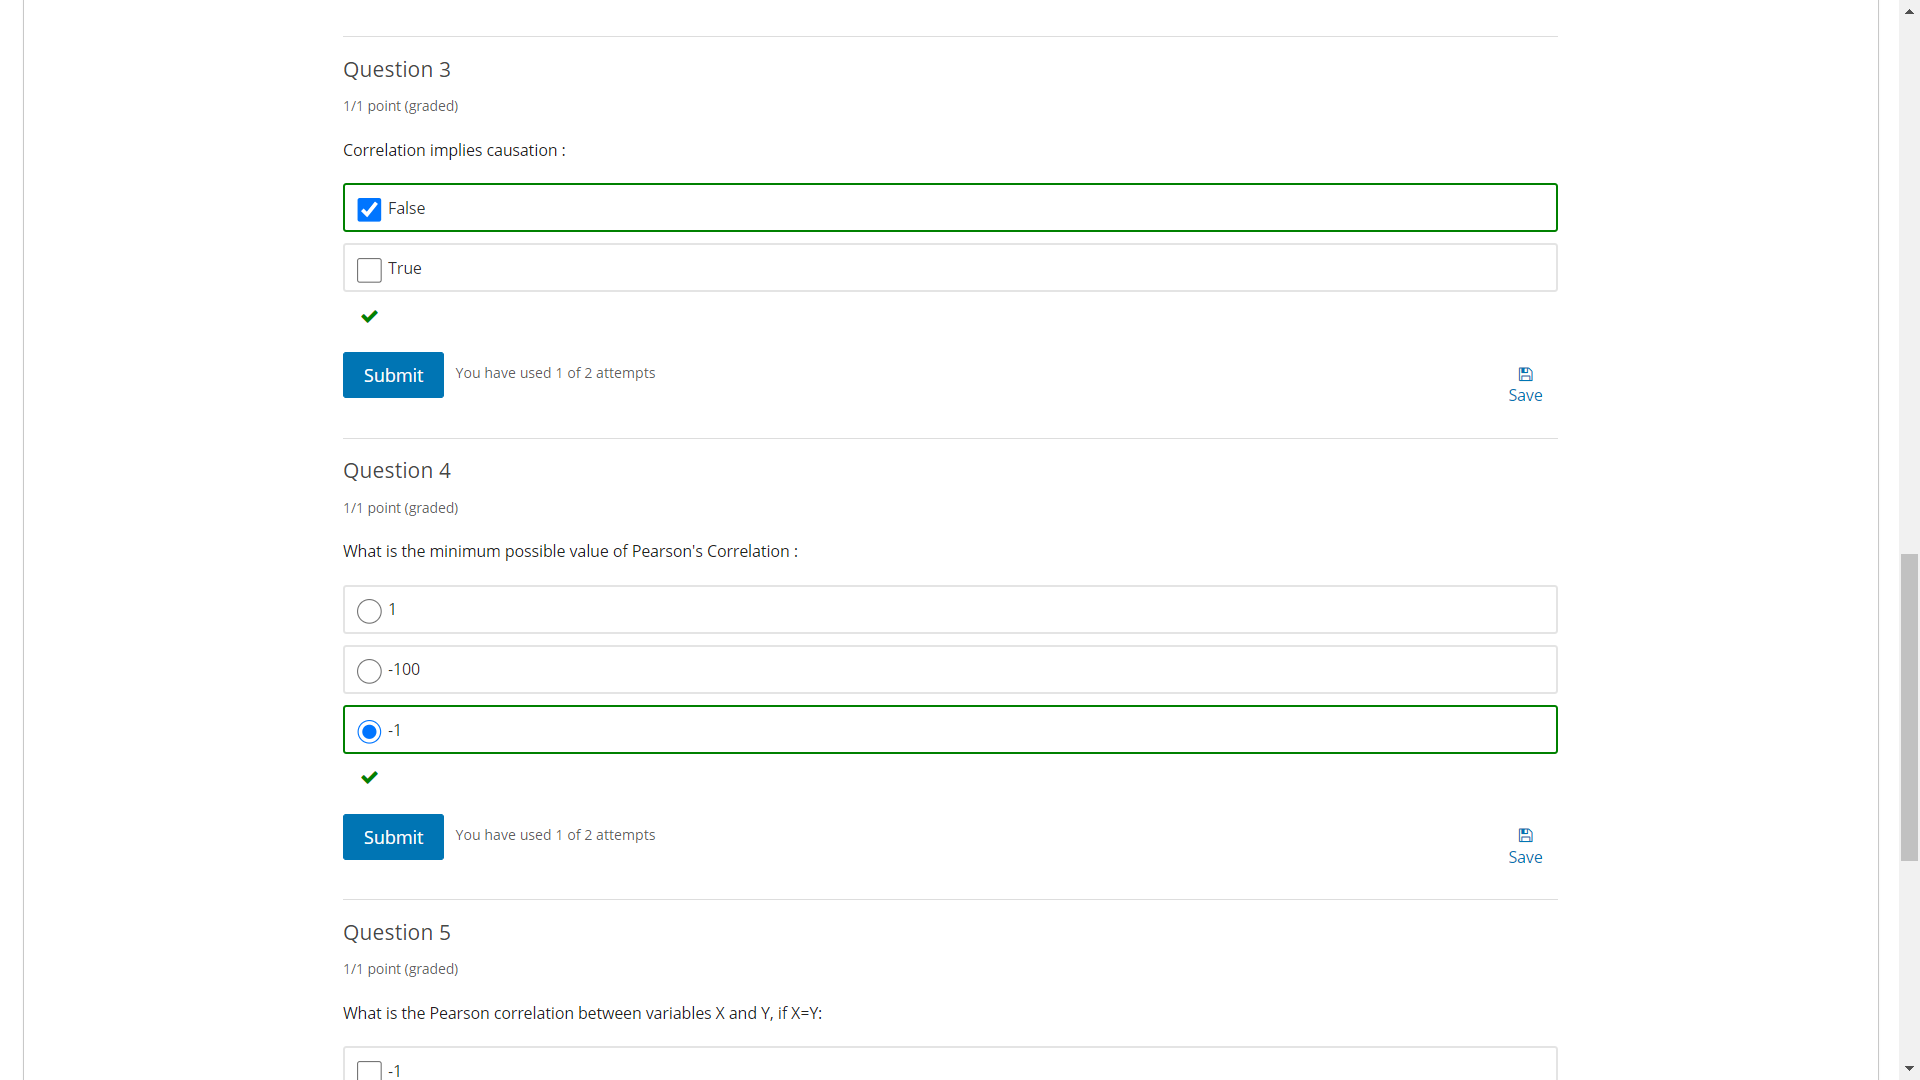 Question 3
1/1 point (graded)
Correlation implies causation :
False
True
Submit
You have used 1 of 2 attempts
Save
Question 4
1/1 point (graded)
What is the minimum possible value of Pearson's Correlation :
1
-100
-1
Submit
You have used 1 of 2 attempts
Save
Question 5
1/1 point (graded)
What is the Pearson correlation between variables X and Y, if X=Y:
-1